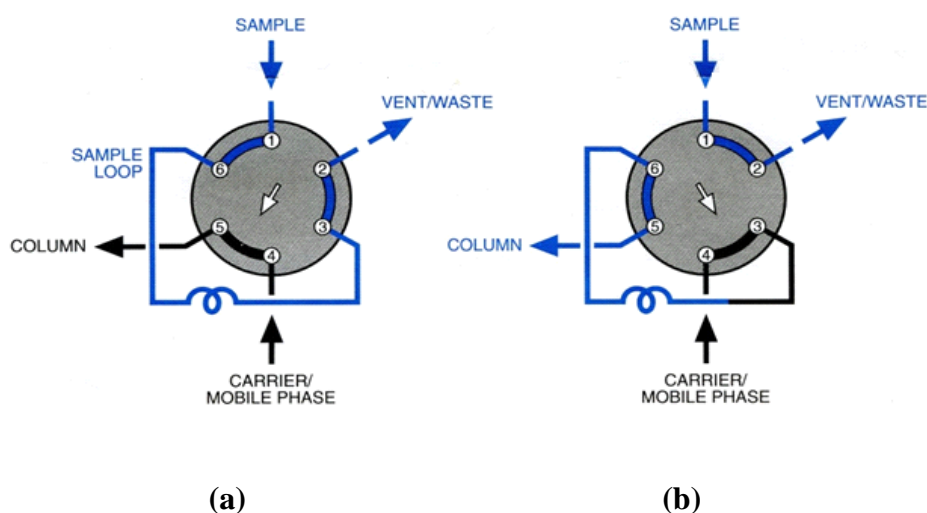 SAMPLE
VENT/WASTE
1
2
SAMPLE
LOOP
6
3
5
4
COLUMN
CARRIER/
MOBILE PHASE
(a)
SAMPLE
VENT/WASTE
1
2
6
3
5
4
COLUMN
CARRIER/
MOBILE PHASE
(b)